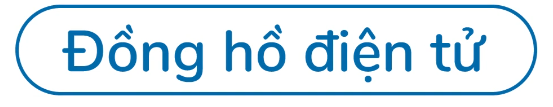 Đồng hồ điện tử